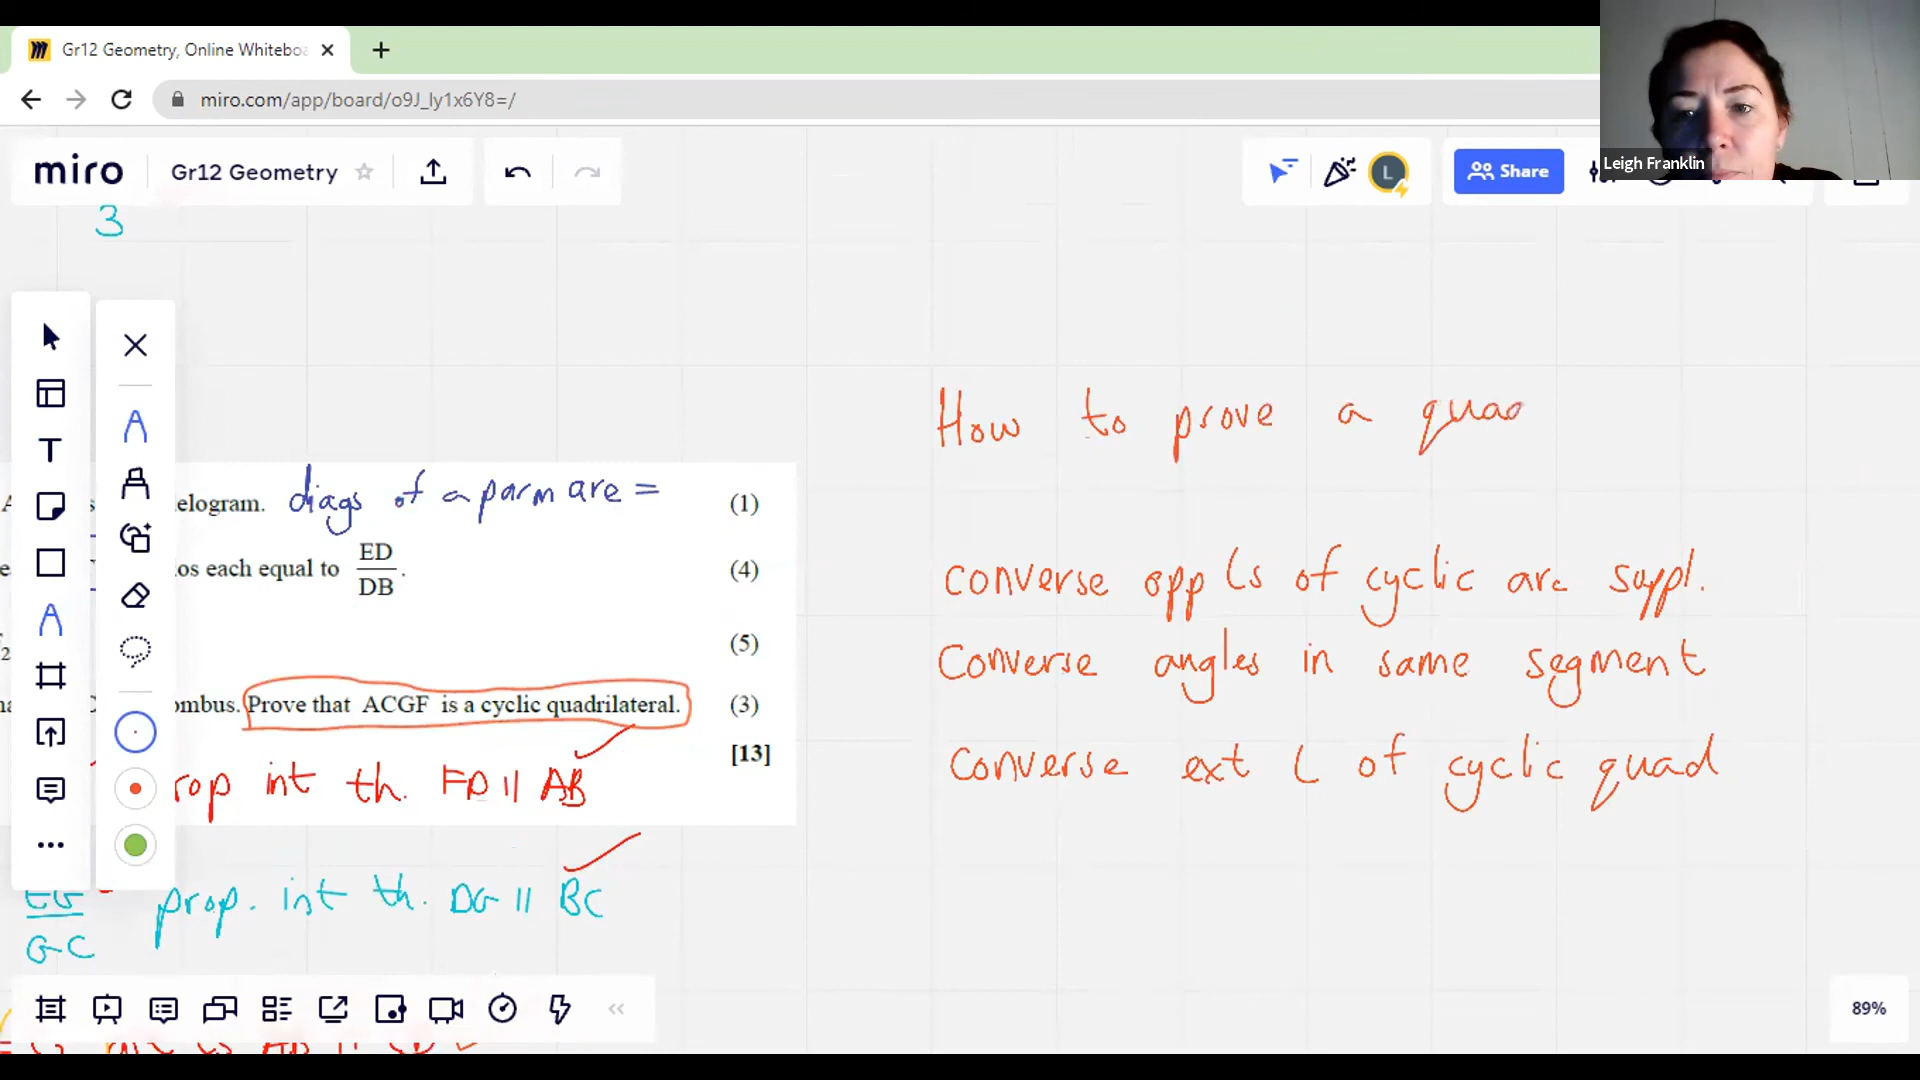 Gr12 Geometry, Online Whiteboa
miro.com/app/board/o9J_ly1x6Y8=/
Leigh Franklin
miro
Gr12 Geometry
L
Share
3
How to prove a quad
elogram. diags of a parm are = (1)
ios each equal to ED/DB. (4)
(5)
ombus. Prove that ACGF is a cyclic quadrilateral. (3)
[13]
rop int th. FD || AB
prop. int th. DG || BC
GC
converse opp ∠s of cyclic are suppl.
Converse angles in same segment
Converse ext ∠ of cyclic quad
89%